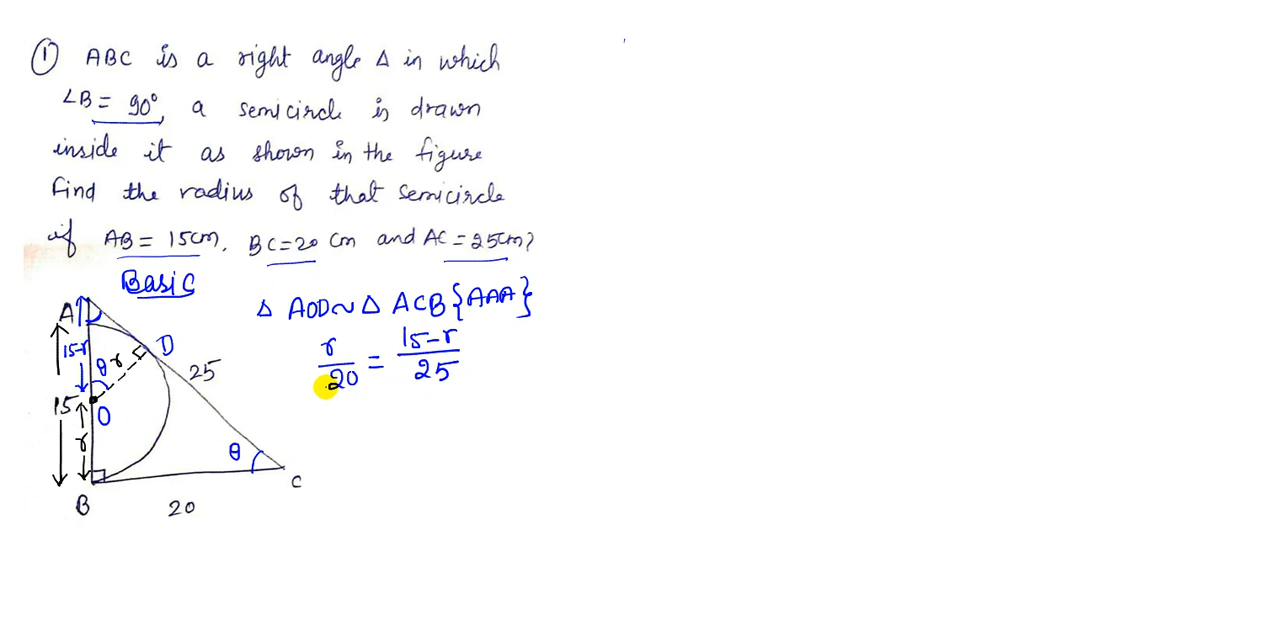 ① ABC is a right angle Δ in which
∠B = 90°, a semicircle is drawn
inside it as shown in the figure
Find the radius of that semicircle
if AB = 15cm, BC=20 cm and AC = 25cm?
Basic
Δ AOD ~ Δ ACB {AAA}
r/20 = 15-r/25
A
15-r
θ
r
D
25
15
O
r
θ
B
20
C